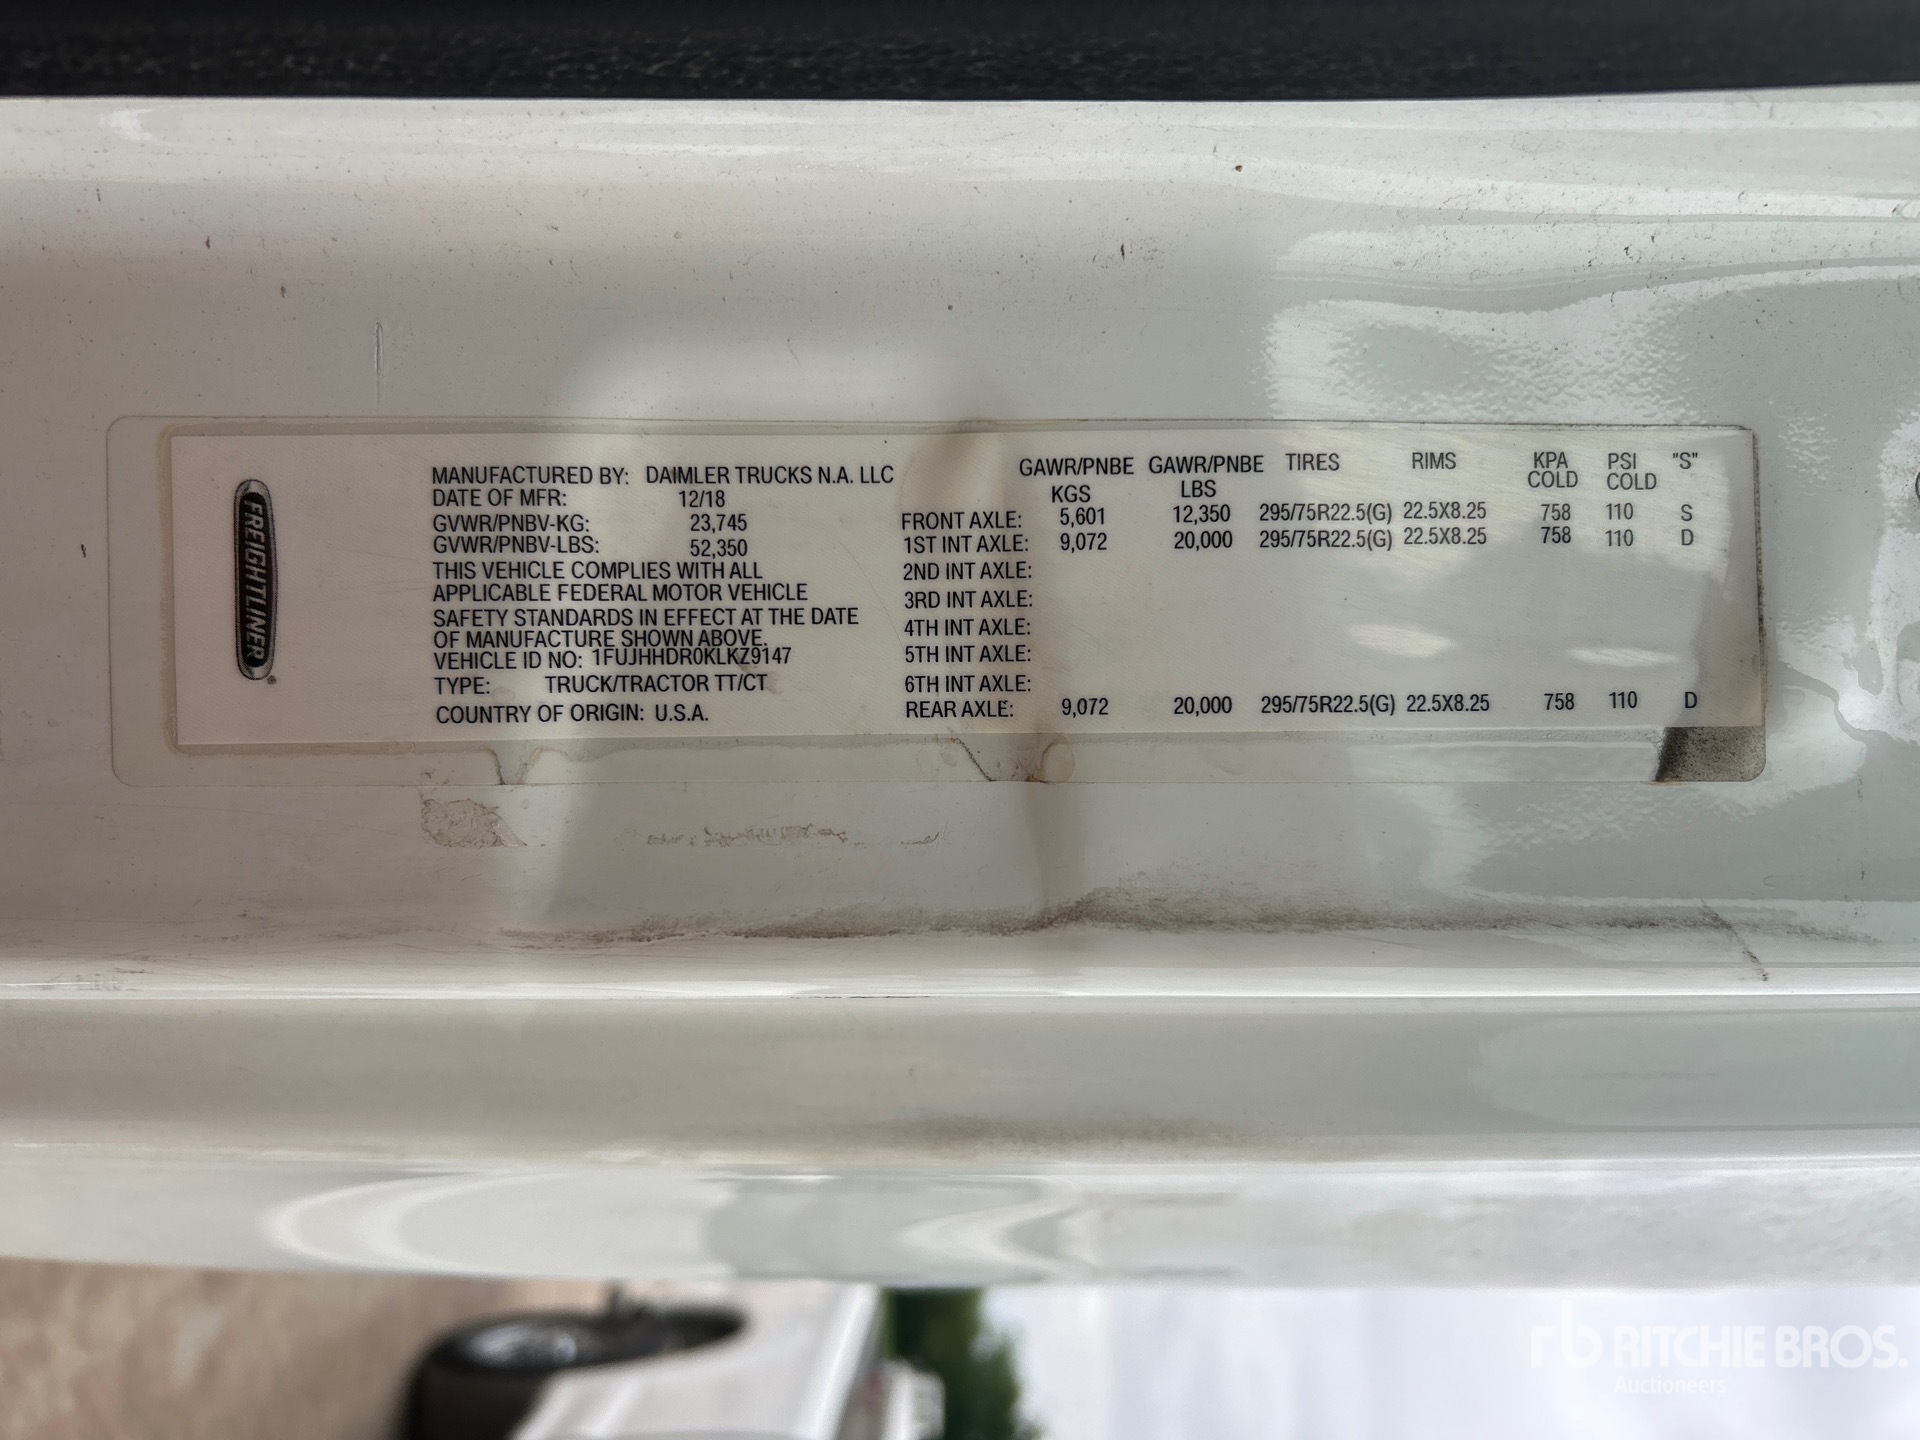 FREIGHTLINER®
MANUFACTURED BY: DAIMLER TRUCKS N.A. LLC
DATE OF MFR: 12/18
GVWR/PNBV-KG: 23,745
GVWR/PNBV-LBS: 52,350
THIS VEHICLE COMPLIES WITH ALL
APPLICABLE FEDERAL MOTOR VEHICLE
SAFETY STANDARDS IN EFFECT AT THE DATE
OF MANUFACTURE SHOWN ABOVE.
VEHICLE ID NO: 1FUJHHDR0KLKZ9147
TYPE: TRUCK/TRACTOR TT/CT
COUNTRY OF ORIGIN: U.S.A.
GAWR/PNBE GAWR/PNBE TIRES RIMS KPA PSI "S"
KGS LBS COLD COLD
FRONT AXLE: 5,601 12,350 295/75R22.5(G) 22.5X8.25 758 110 S
1ST INT AXLE: 9,072 20,000 295/75R22.5(G) 22.5X8.25 758 110 D
2ND INT AXLE:
3RD INT AXLE:
4TH INT AXLE:
5TH INT AXLE:
6TH INT AXLE:
REAR AXLE: 9,072 20,000 295/75R22.5(G) 22.5X8.25 758 110 D
rb RITCHIE BROS.
Auctioneers